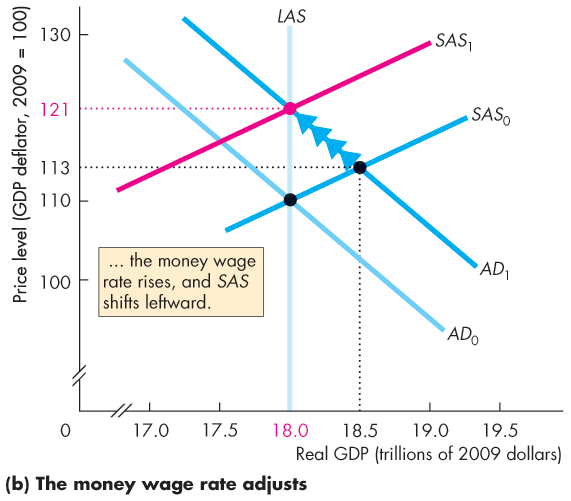 Price level (GDP deflator, 2009 = 100)
130
121
113
110
100
0
LAS
SAS1
SAS0
AD1
AD0
... the money wage
rate rises, and SAS
shifts leftward.
17.0 17.5 18.0 18.5 19.0 19.5
Real GDP (trillions of 2009 dollars)
(b) The money wage rate adjusts